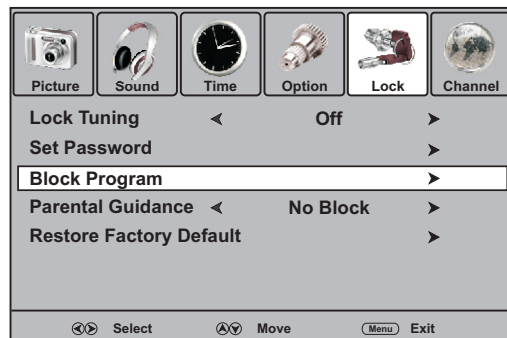 Picture Sound Time Option Lock Channel
Lock Tuning Off
Set Password
Block Program
Parental Guidance No Block
Restore Factory Default
Select Move Menu Exit